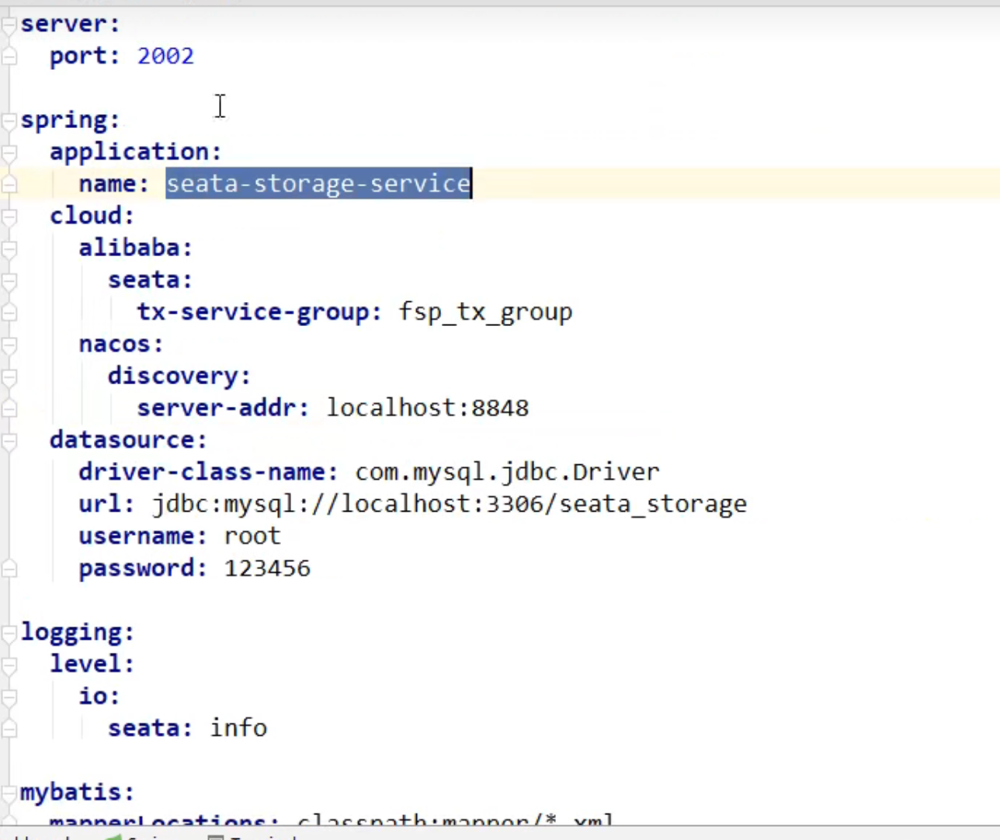 server:
  port: 2002

spring:
  application:
    name: seata-storage-service
  cloud:
    alibaba:
      seata:
        tx-service-group: fsp_tx_group
    nacos:
      discovery:
        server-addr: localhost:8848
  datasource:
    driver-class-name: com.mysql.jdbc.Driver
    url: jdbc:mysql://localhost:3306/seata_storage
    username: root
    password: 123456

logging:
  level:
    io:
      seata: info

mybatis:
  mapperLocations: classpath:mapper/*.xml